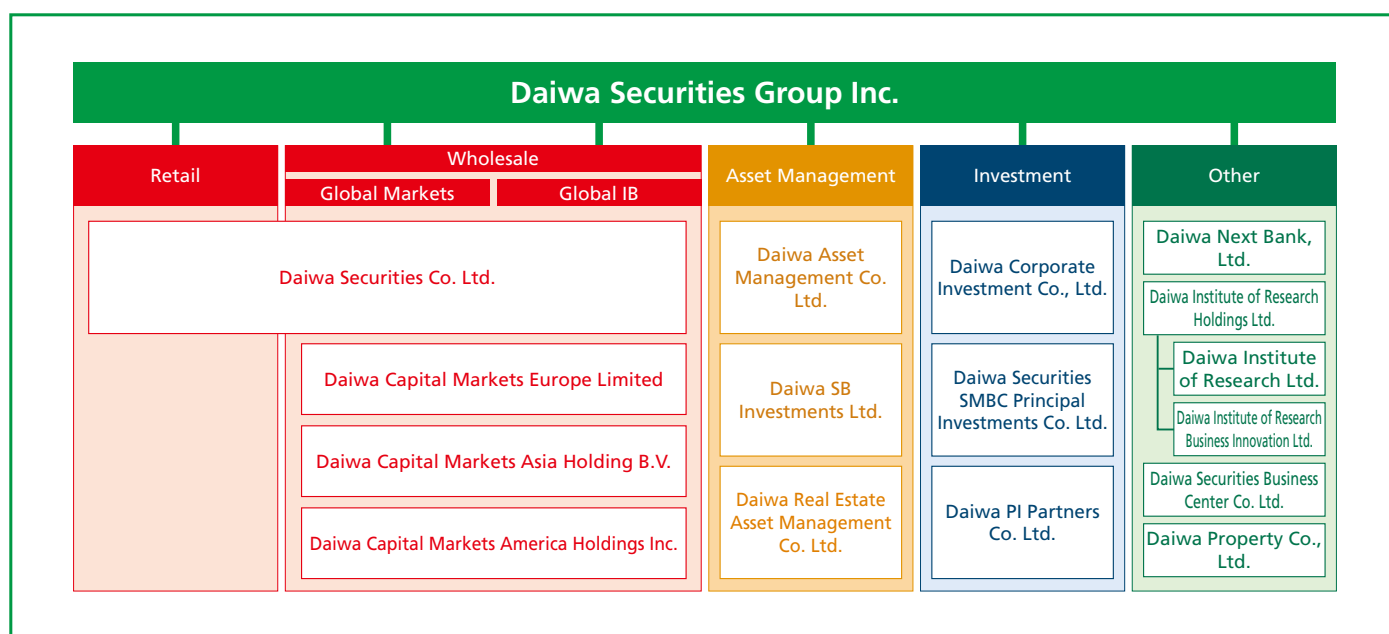 Daiwa Securities Group Inc.
Retail
Wholesale
Global Markets
Global IB
Asset Management
Investment
Other
Daiwa Securities Co. Ltd.
Daiwa Capital Markets Europe Limited
Daiwa Capital Markets Asia Holding B.V.
Daiwa Capital Markets America Holdings Inc.
Daiwa Asset
Management Co.
Ltd.
Daiwa SB
Investments Ltd.
Daiwa Real Estate
Asset Management
Co. Ltd.
Daiwa Corporate
Investment Co., Ltd.
Daiwa Securities
SMBC Principal
Investments Co. Ltd.
Daiwa PI Partners
Co. Ltd.
Daiwa Next Bank,
Ltd.
Daiwa Institute of Research
Holdings Ltd.
Daiwa Institute
of Research Ltd.
Daiwa Institute of Research
Business Innovation Ltd.
Daiwa Securities Business
Center Co. Ltd.
Daiwa Property Co.,
Ltd.